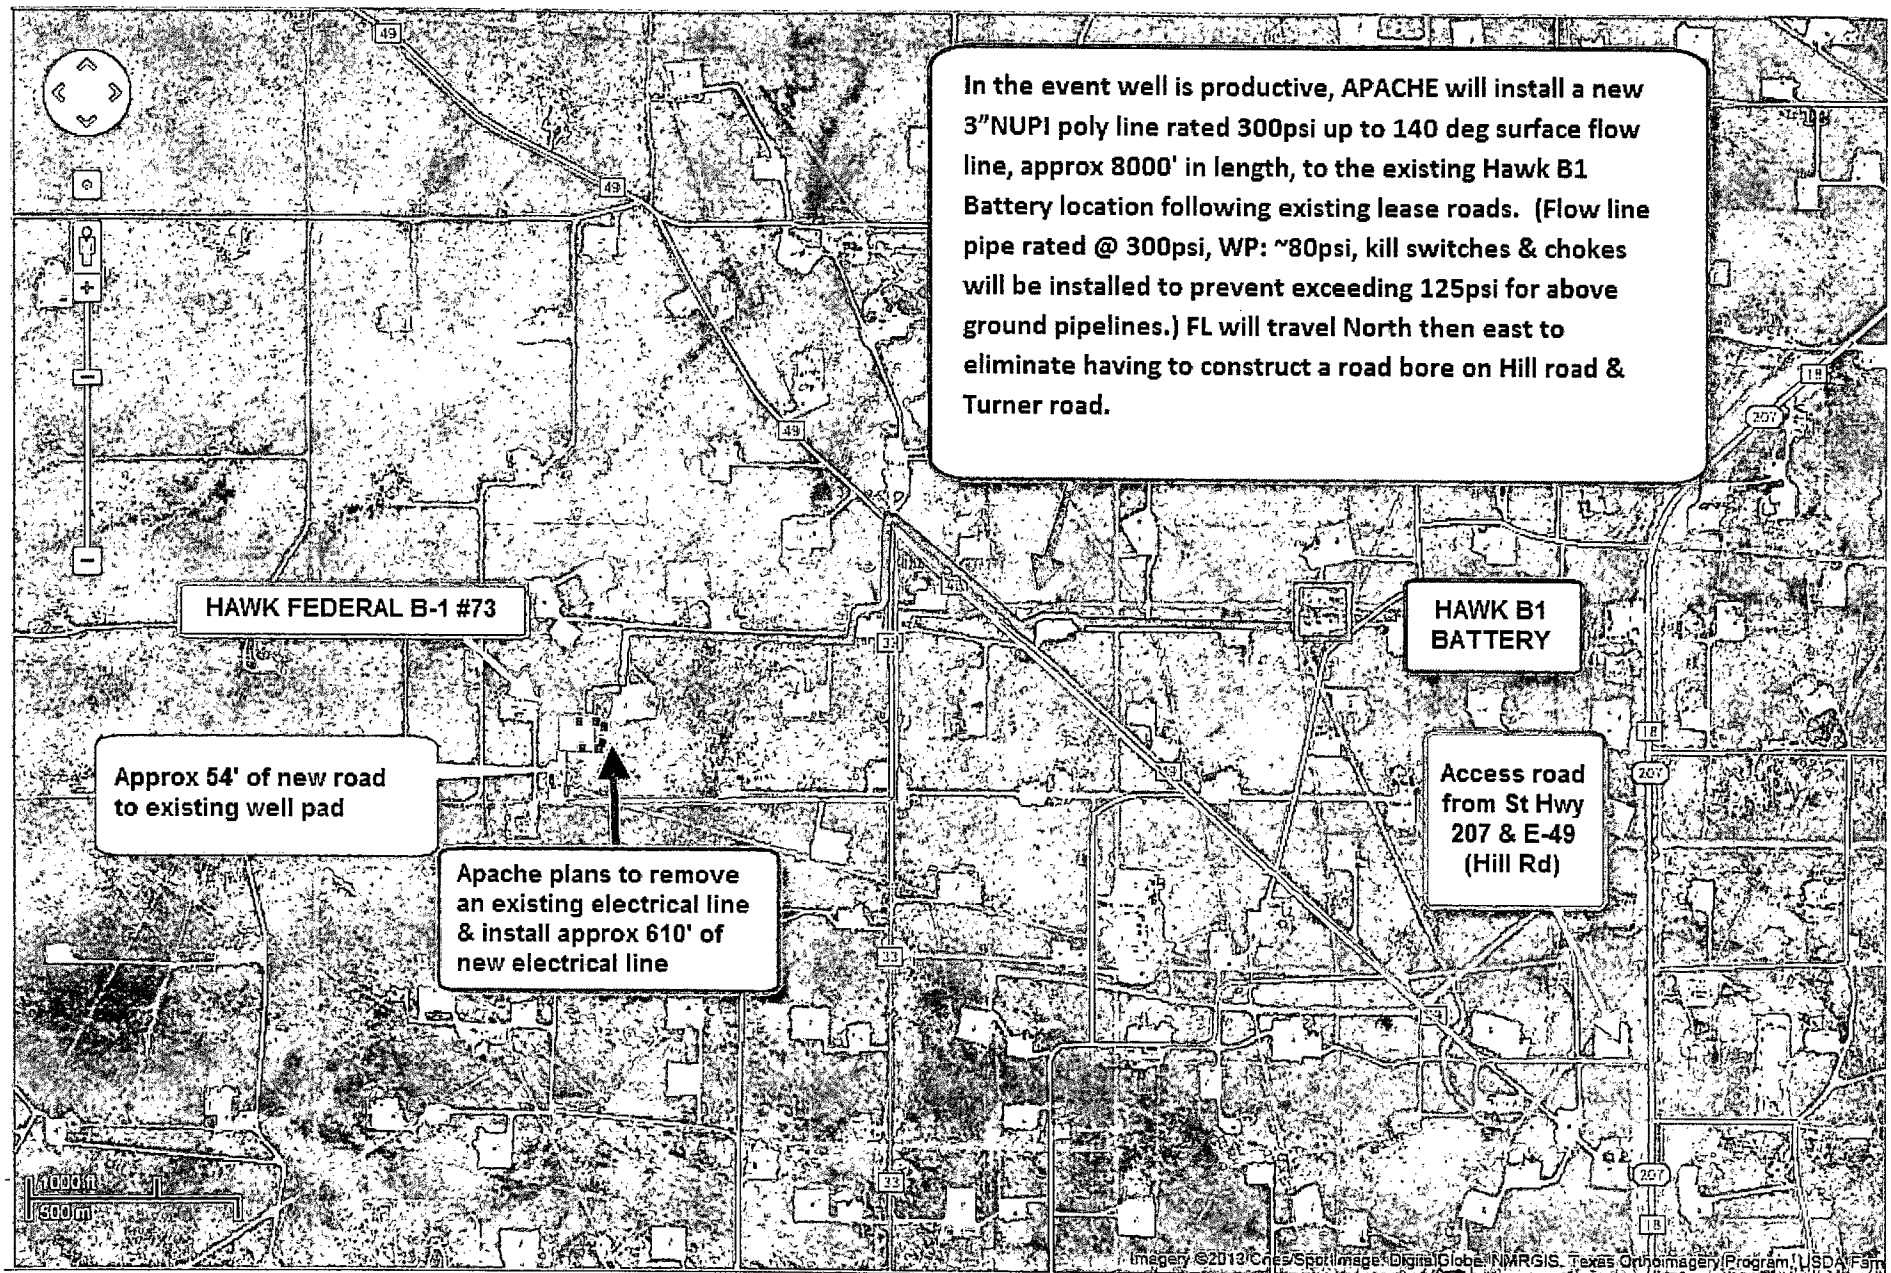 49
In the event well is productive, APACHE will install a new
3"NUPI poly line rated 300psi up to 140 deg surface flow
line, approx 8000' in length, to the existing Hawk B1
Battery location following existing lease roads. (Flow line
pipe rated @ 300psi, WP: ~80psi, kill switches & chokes
will be installed to prevent exceeding 125psi for above
ground pipelines.) FL will travel North then east to
eliminate having to construct a road bore on Hill road &
Turner road.
49
18
207
49
HAWK FEDERAL B-1 #73
HAWK B1
BATTERY
33
18
207
49
Approx 54' of new road
to existing well pad
Access road
from St Hwy
207 & E-49
(Hill Rd)
Apache plans to remove
an existing electrical line
& install approx 610' of
new electrical line
33
33
207
18
1000 ft
500 m
Imagery ©2013 Cnes/Spot Image, DigitalGlobe, NMRGIS, Texas Orthoimagery Program, USDA Farm